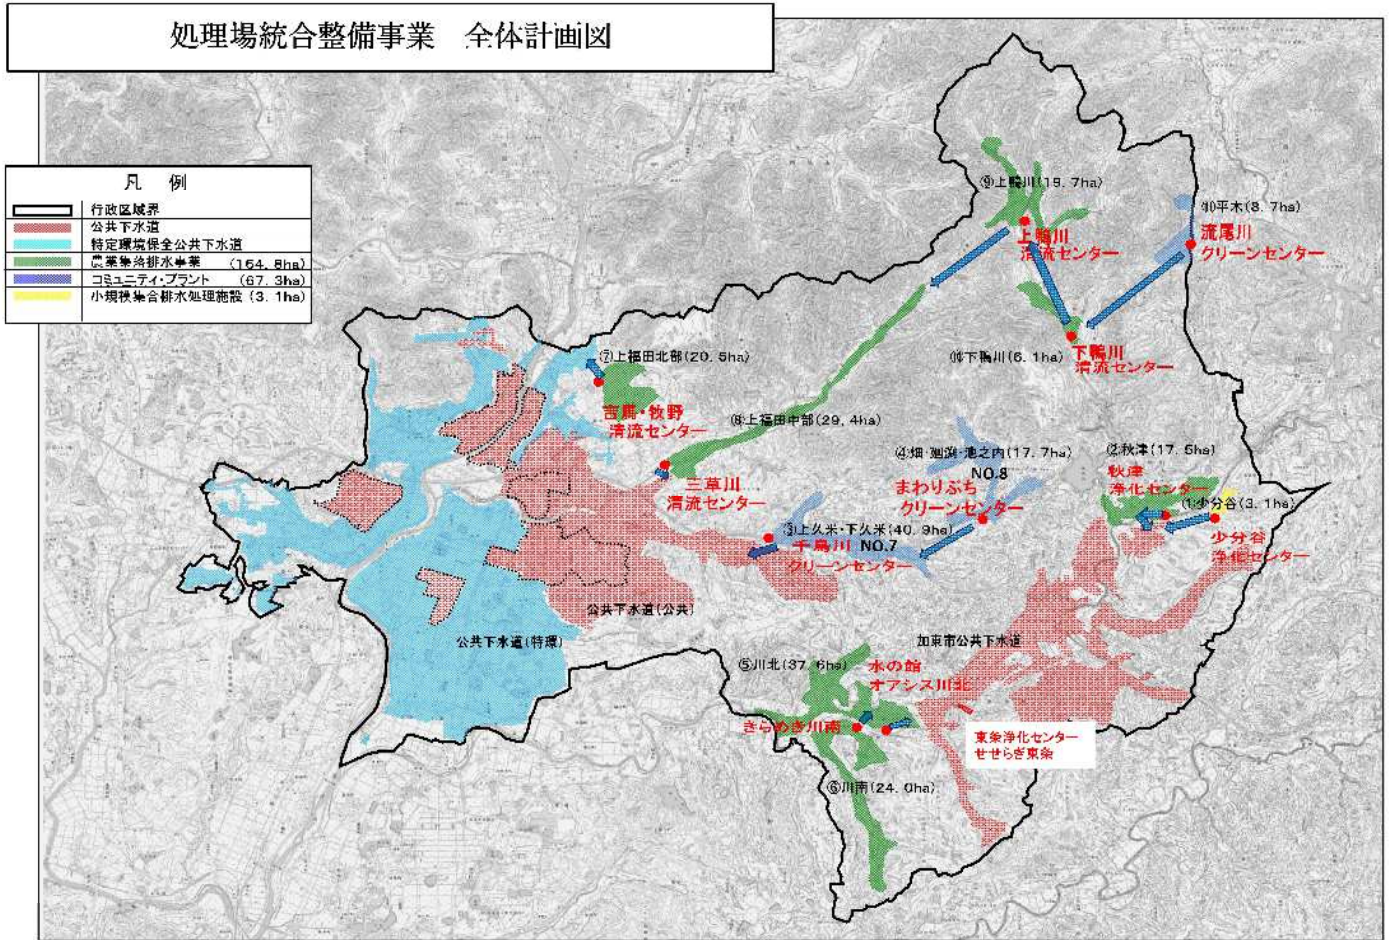 処理場統合整備事業　全体計画図
凡　例
行政区域界
公共下水道
特定環境保全公共下水道
農業集落排水事業　(164. 8ha)
コミュニティ・プラント　(67. 3ha)
小規模集合排水処理施設 (3. 1ha)
⑨上鴨川(19. 7ha)
上鴨川
清流センター
⑪平木(8. 7ha)
流尾川
クリーンセンター
⑩下鴨川(6. 1ha)
下鴨川
清流センター
⑦上福田北部(20. 5ha)
吉馬・牧野
清流センター
⑧上福田中部(29. 4ha)
三草川
清流センター
④畑・廻渕・池之内(17. 7ha)
NO.8
まわりぶち
クリーンセンター
②秋津(17. 5ha)
秋津
浄化センター
①少分谷(3. 1ha)
少分谷
浄化センター
③上久米・下久米(40. 9ha)
千鳥川 NO.7
クリーンセンター
公共下水道(公共)
公共下水道(特環)
加東市公共下水道
⑤川北(37. 6ha)
水の館
オアシス川北
きらめき川南
東条浄化センター
せせらぎ東条
⑥川南(24. 0ha)